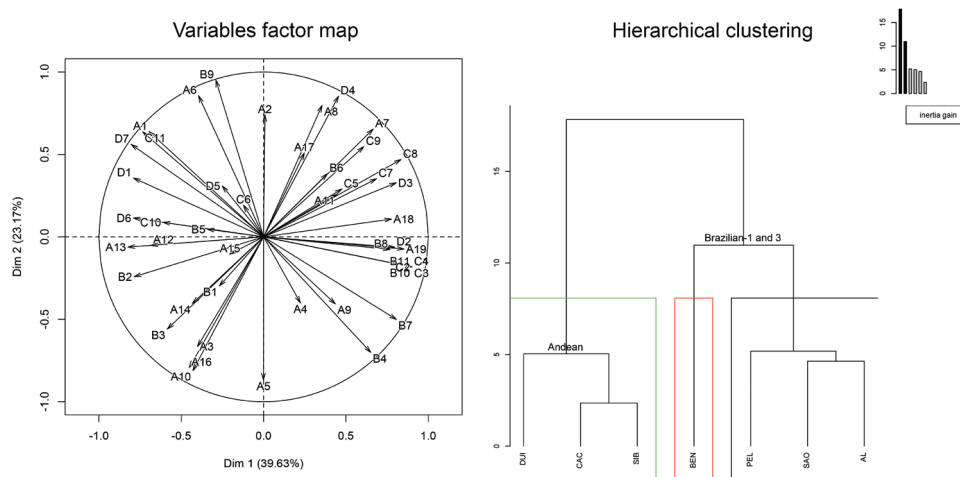 Variables factor map
Hierarchical clustering
15
10
5
0
inertia gain
1.0
0.5
0.0
-0.5
-1.0
Dim 2 (23.17%)
B9
A6
D4
A2
A8
A1
C11
D7
A7
C9
A17
C8
B6
C7
D1
C5
D3
D5
A11
C6
D6
C10
A18
B5
A13
A12
A15
B8
D2
A19
B11
C4
B2
B10
C3
B1
A14
A4
A9
B7
B3
A3
A16
B4
A10
A5
-1.0
-0.5
0.0
0.5
1.0
Dim 1 (39.63%)
15
10
5
0
Brazilian-1 and 3
Andean
DUI
CAC
SIB
BEN
PEL
SAO
AL